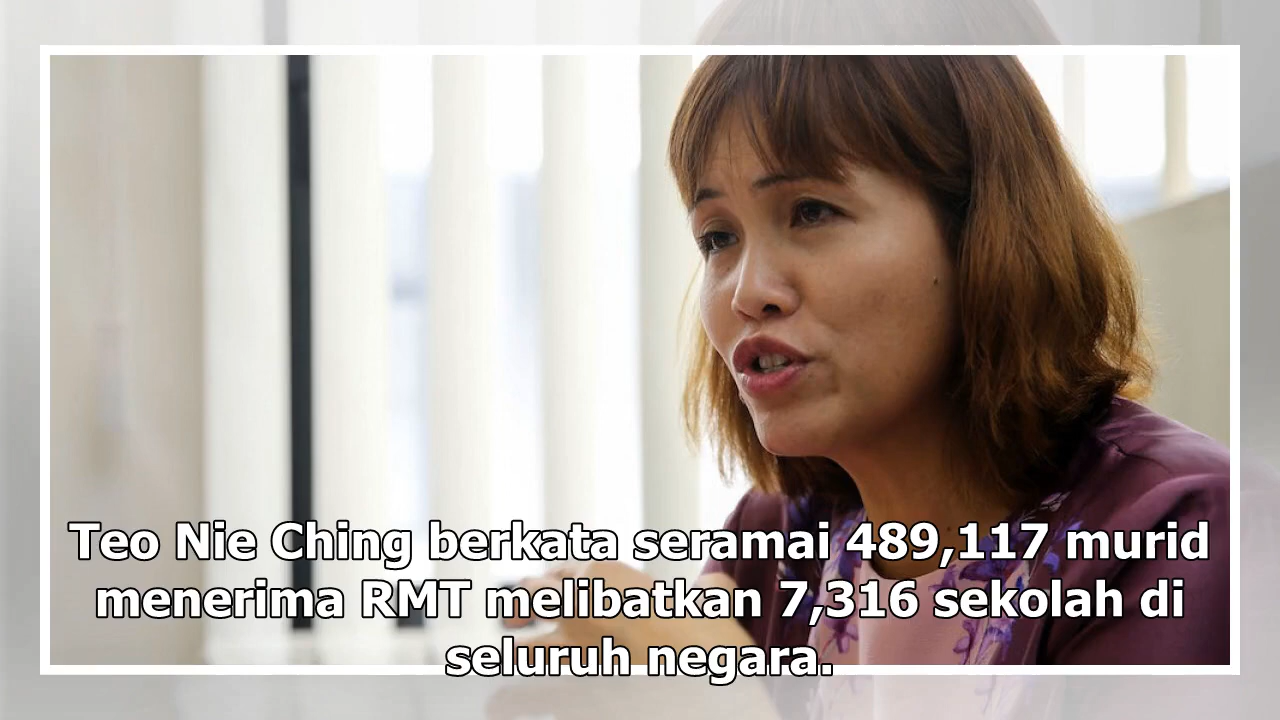 Teo Nie Ching berkata seramai 489,117 murid
menerima RMT melibatkan 7,316 sekolah di
seluruh negara.